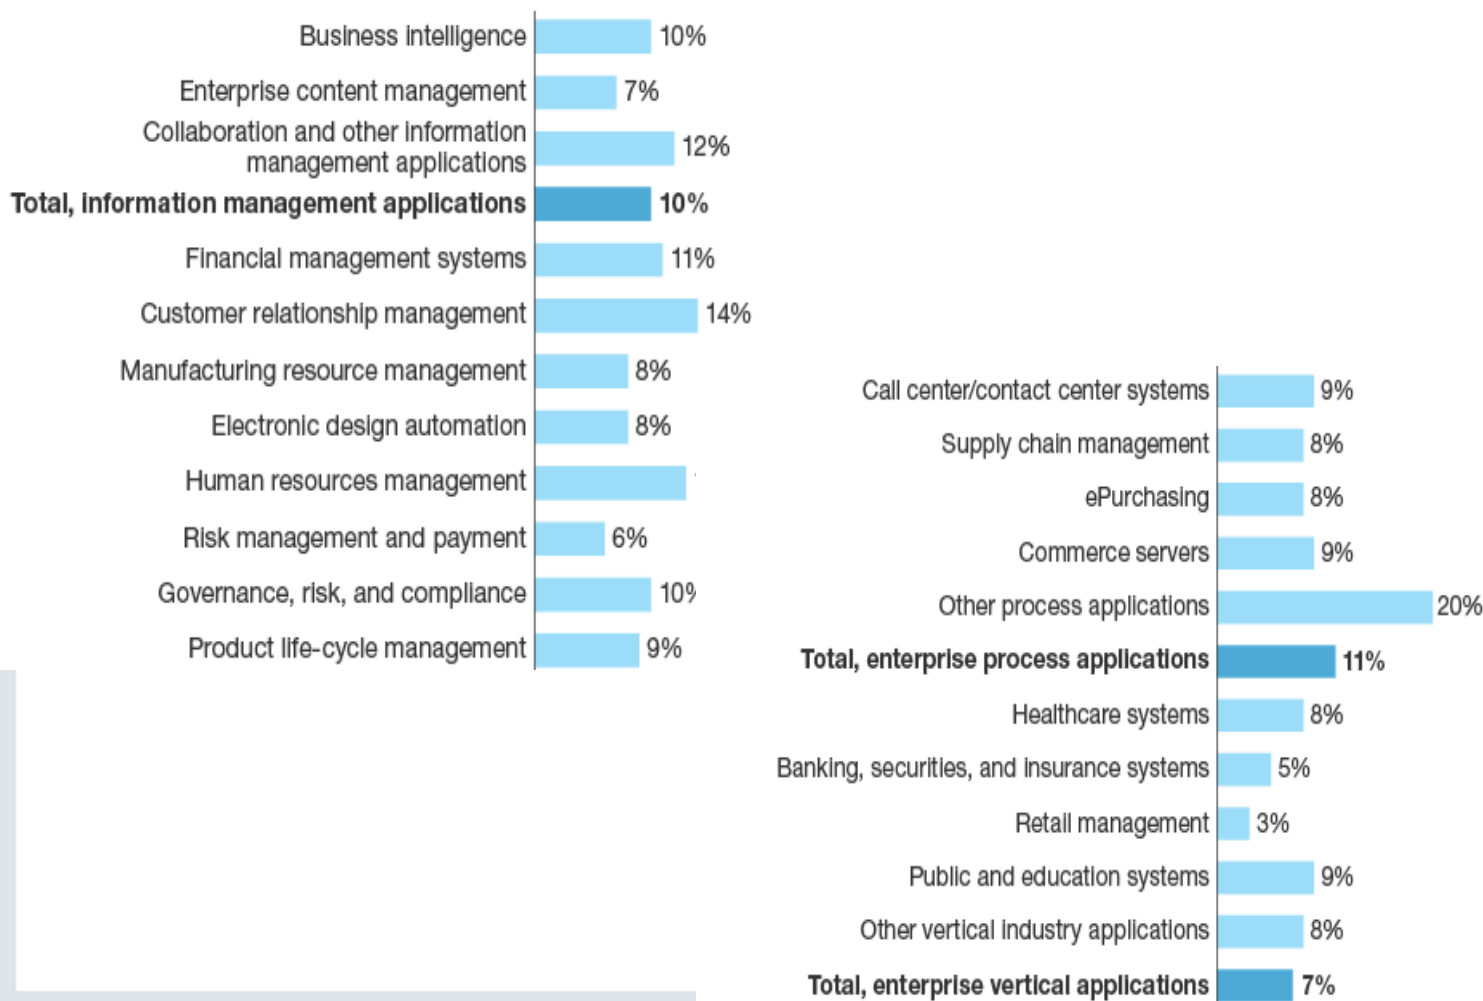 Business intelligence 10%
Enterprise content management 7%
Collaboration and other information
management applications 12%
Total, information management applications 10%
Financial management systems 11%
Customer relationship management 14%
Manufacturing resource management 8%
Electronic design automation 8%
Human resources management
Risk management and payment 6%
Governance, risk, and compliance 10%
Product life-cycle management 9%
Call center/contact center systems 9%
Supply chain management 8%
ePurchasing 8%
Commerce servers 9%
Other process applications 20%
Total, enterprise process applications 11%
Healthcare systems 8%
Banking, securities, and insurance systems 5%
Retail management 3%
Public and education systems 9%
Other vertical industry applications 8%
Total, enterprise vertical applications 7%